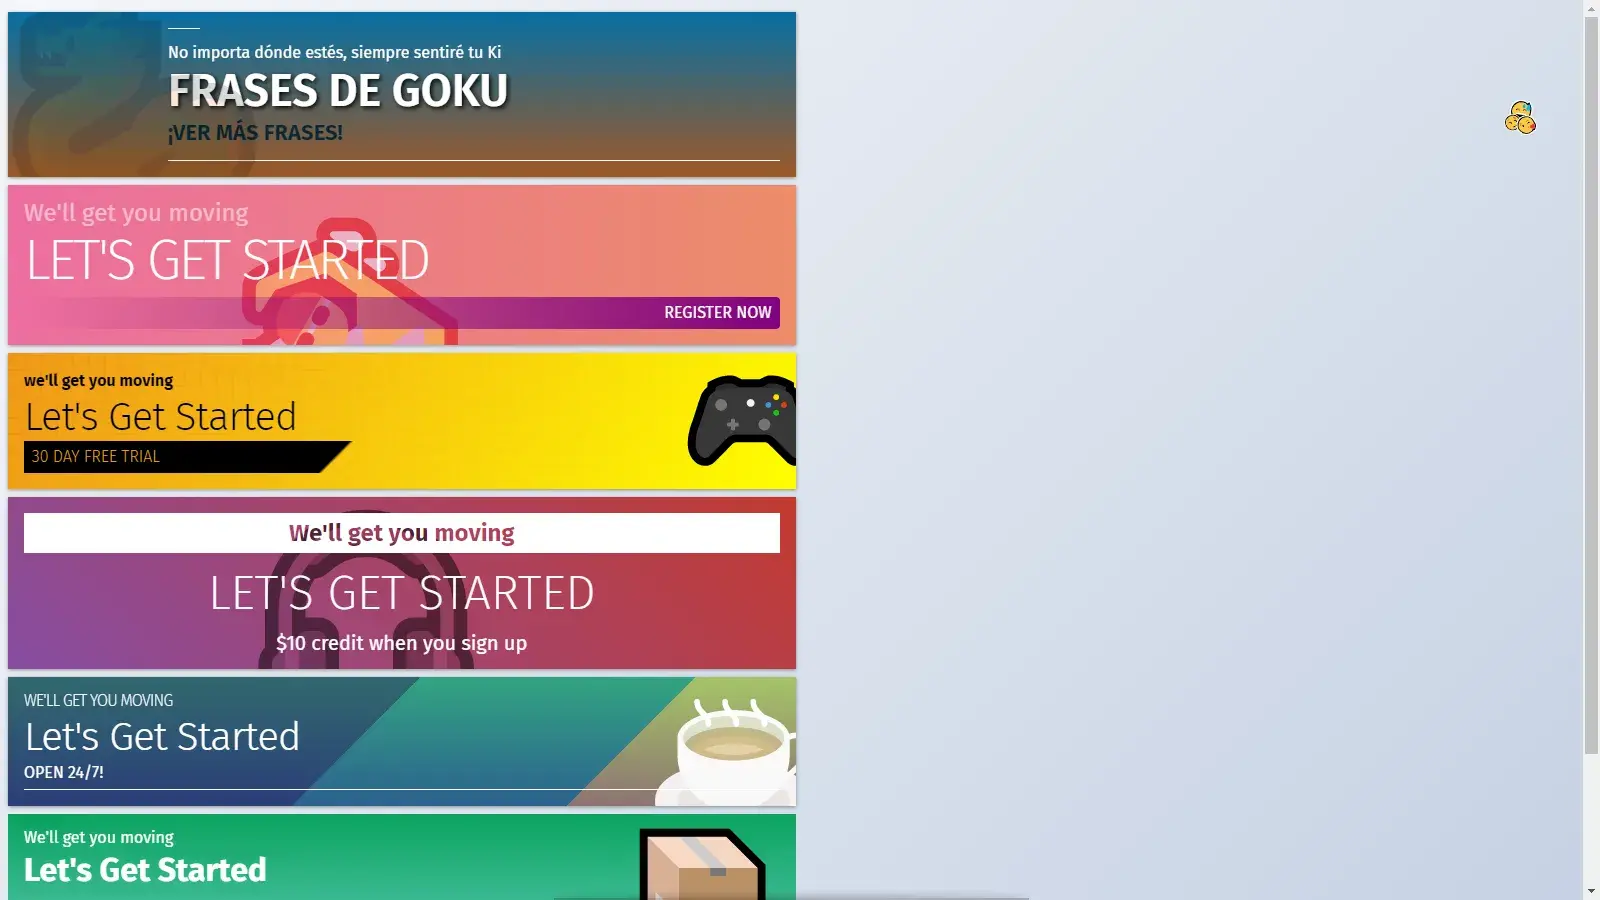 No importa dónde estés, siempre sentiré tu Ki
FRASES DE GOKU
¡VER MÁS FRASES!
We'll get you moving
LET'S GET STARTED
REGISTER NOW
we'll get you moving
Let's Get Started
30 DAY FREE TRIAL
We'll get you moving
LET'S GET STARTED
$10 credit when you sign up
WE'LL GET YOU MOVING
Let's Get Started
OPEN 24/7!
We'll get you moving
Let's Get Started